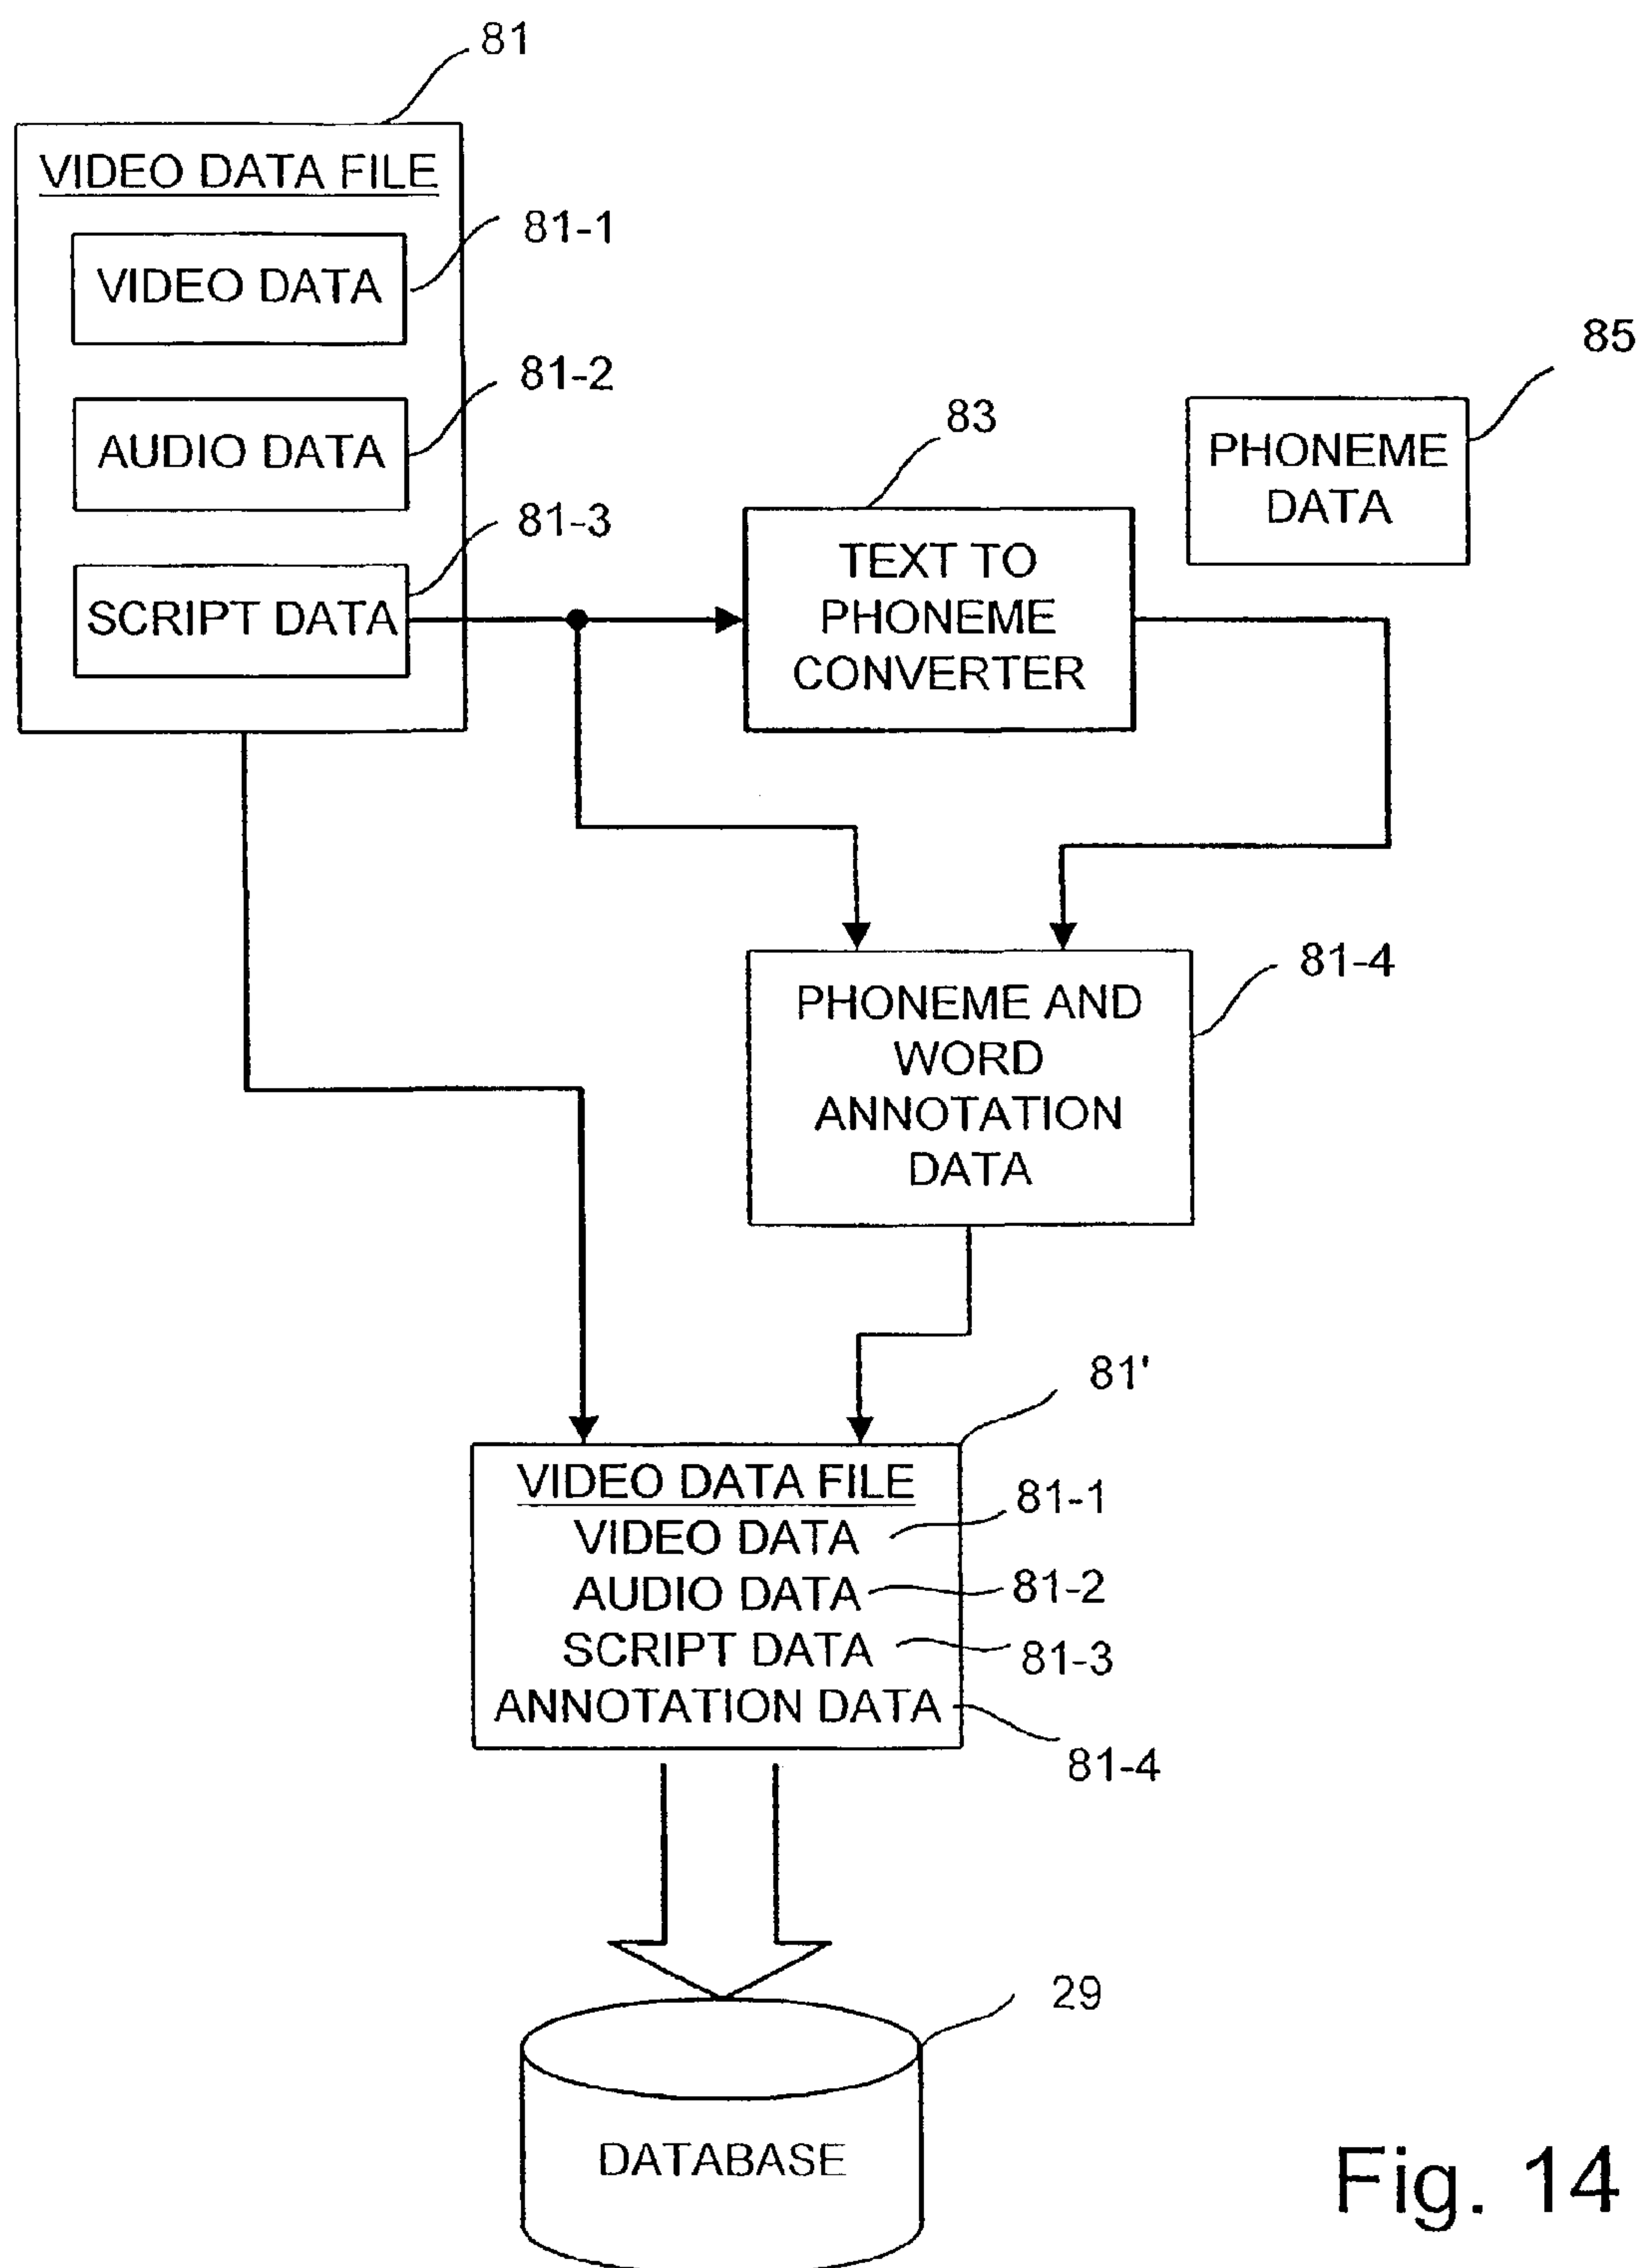 81
VIDEO DATA FILE
81-1
VIDEO DATA
81-2
AUDIO DATA
81-3
SCRIPT DATA
83
TEXT TO
PHONEME
CONVERTER
85
PHONEME
DATA
81-4
PHONEME AND
WORD
ANNOTATION
DATA
81'
VIDEO DATA FILE
VIDEO DATA
81-1
AUDIO DATA
81-2
SCRIPT DATA
81-3
ANNOTATION DATA
81-4
29
DATABASE
Fig. 14